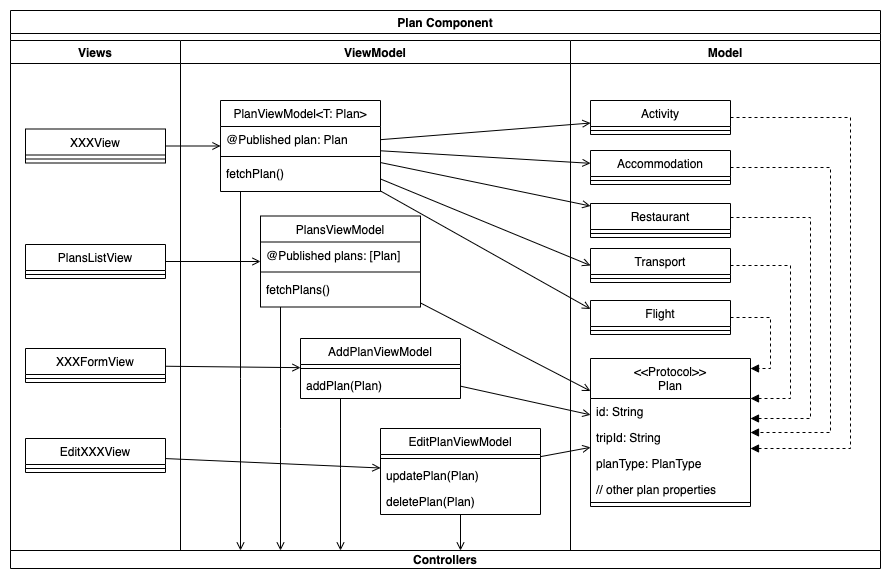 Plan Component
Views
ViewModel
Model
XXXView
PlansListView
XXXFormView
EditXXXView
PlanViewModel<T: Plan>
@Published plan: Plan
fetchPlan()
PlansViewModel
@Published plans: [Plan]
fetchPlans()
AddPlanViewModel
addPlan(Plan)
EditPlanViewModel
updatePlan(Plan)
deletePlan(Plan)
Activity
Accommodation
Restaurant
Transport
Flight
<<Protocol>>
Plan
id: String
tripId: String
planType: PlanType
// other plan properties
Controllers